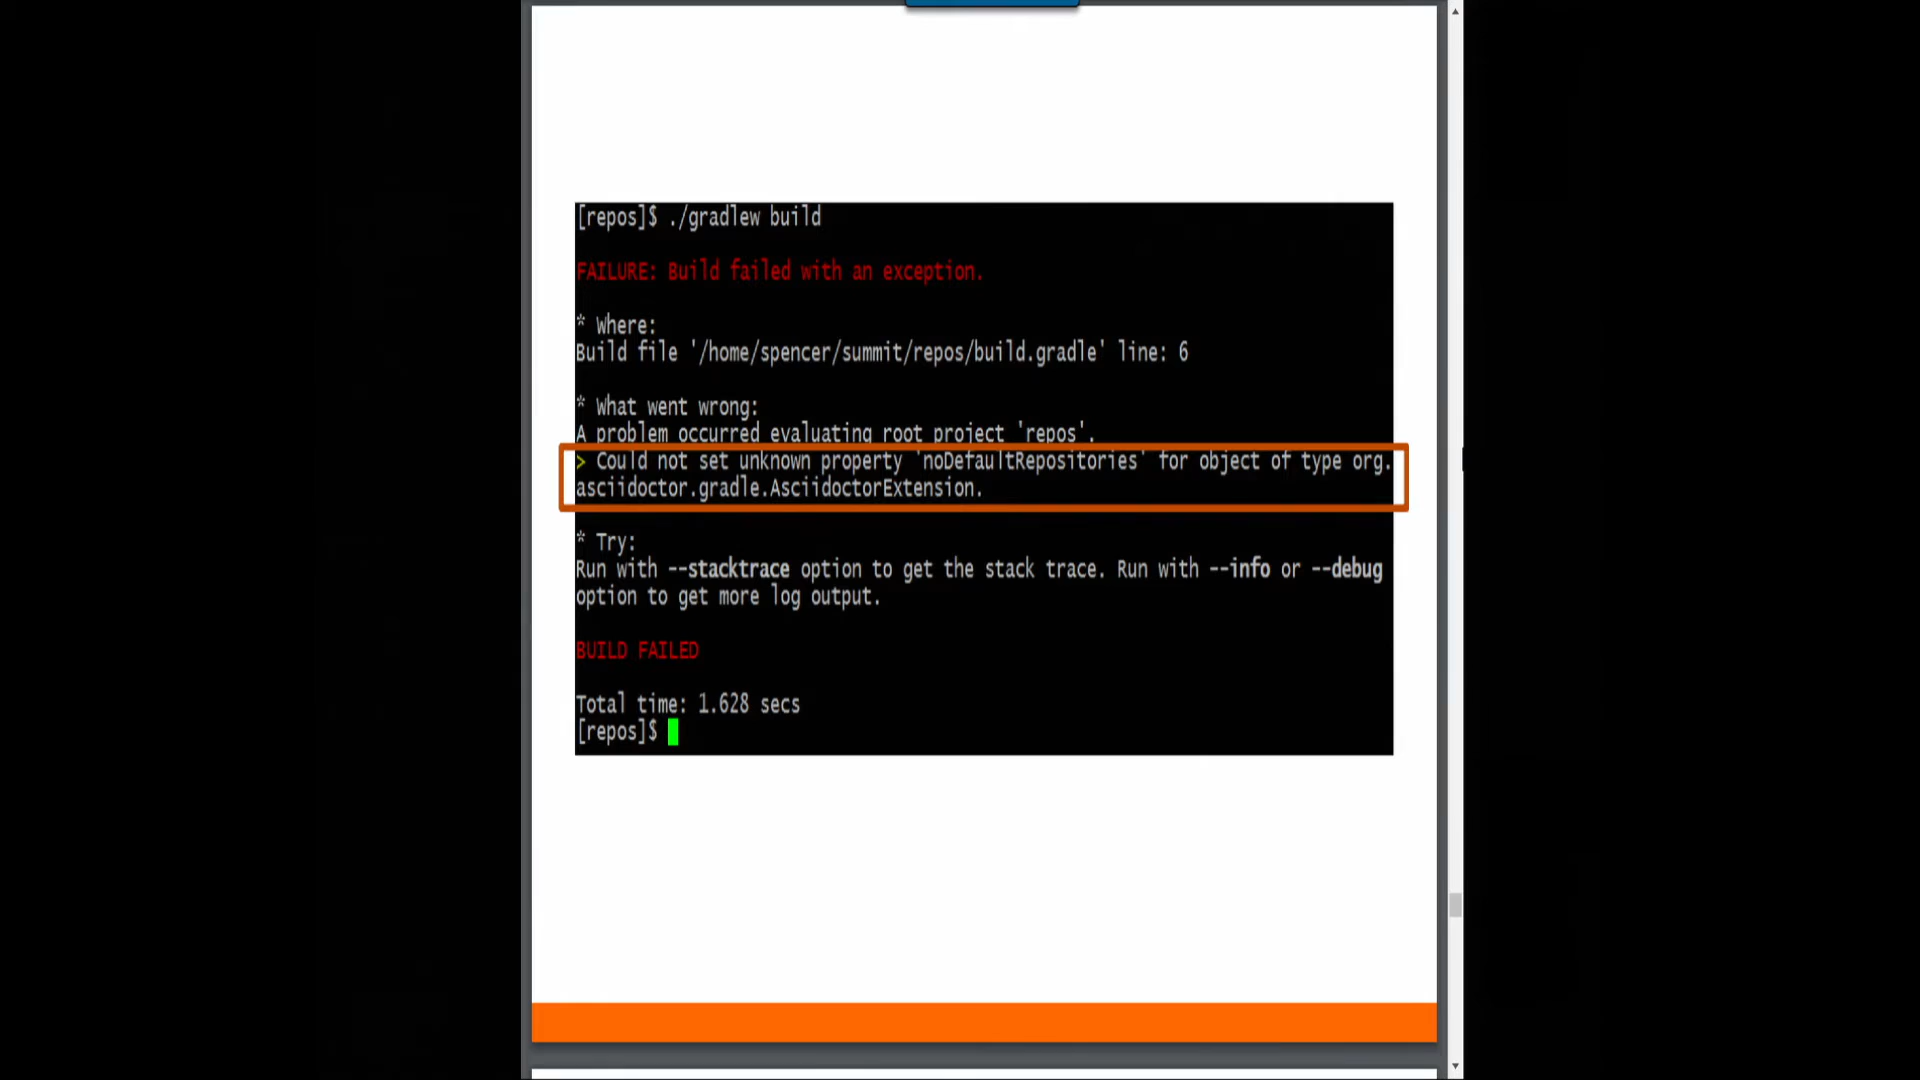 [repos]$ ./gradlew build
FAILURE: Build failed with an exception.
* Where:
Build file '/home/spencer/summit/repos/build.gradle' line: 6
* What went wrong:
A problem occurred evaluating root project 'repos'.
> Could not set unknown property 'noDefaultRepositories' for object of type org.
asciidoctor.gradle.AsciidoctorExtension.
* Try:
Run with --stacktrace option to get the stack trace. Run with --info or --debug
option to get more log output.
BUILD FAILED
Total time: 1.628 secs
[repos]$